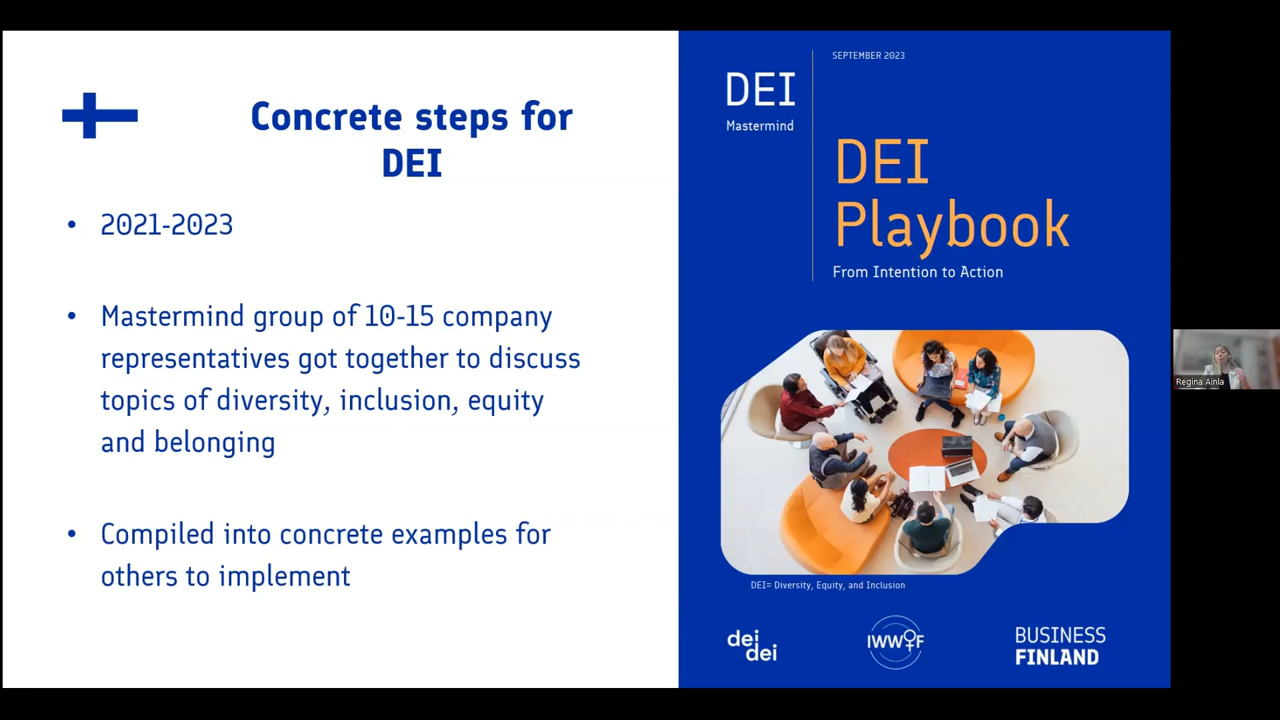 Concrete steps for
DEI
• 2021-2023
• Mastermind group of 10-15 company
representatives got together to discuss
topics of diversity, inclusion, equity
and belonging
• Compiled into concrete examples for
others to implement
SEPTEMBER 2023
DEI
Mastermind
DEI
Playbook
From Intention to Action
DEI= Diversity, Equity, and Inclusion
dei
dei
IWWOF
BUSINESS
FINLAND
Regina Ainla